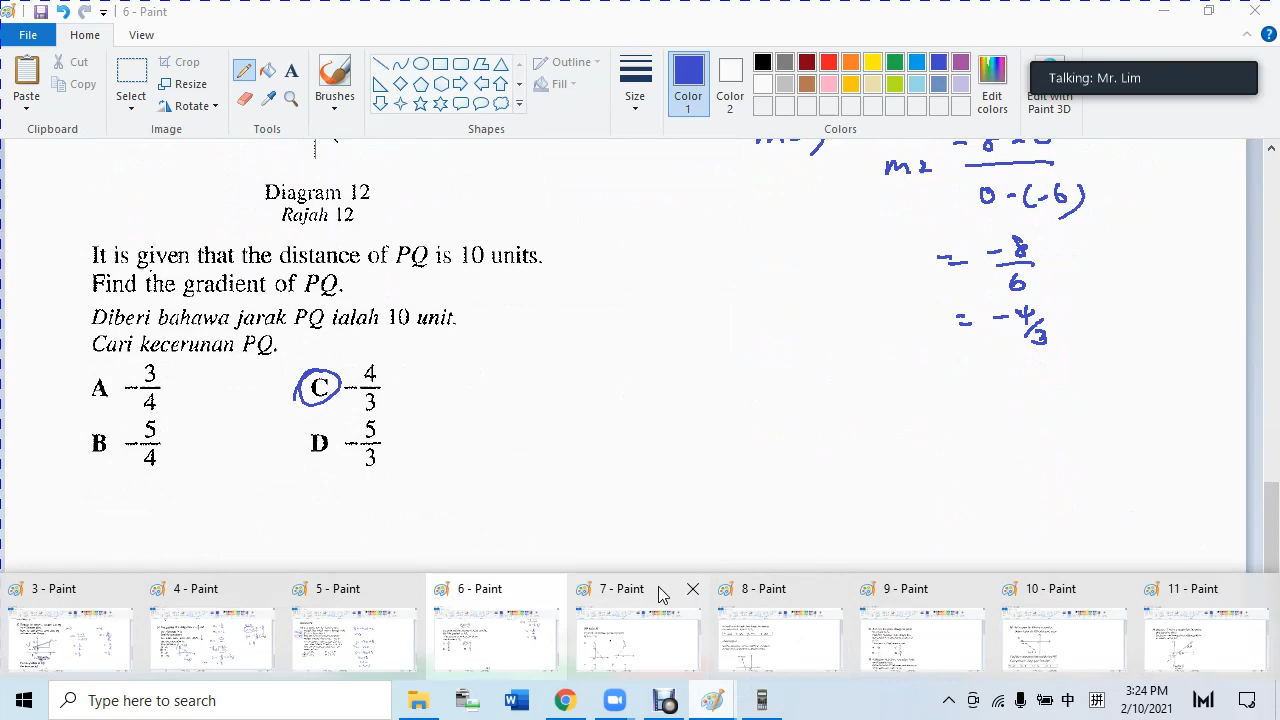 6 - Paint
File Home View
Cut
Copy
Paste
Clipboard
Crop
Resize
Rotate
Select
Image
A
Tools
Brushes
Outline
Fill
Shapes
Size
Color 1
Color 2
Edit colors
Colors
Edit with Paint 3D
Talking: Mr. Lim
Diagram 12
Rajah 12
It is given that the distance of PQ is 10 units.
Find the gradient of PQ.
Diberi bahawa jarak PQ ialah 10 unit.
Cari kecerunan PQ.
A -3/4
C -4/3
B -5/4
D -5/3
0 - (-6)
= -8/6
= -4/3
3 - Paint
4 - Paint
5 - Paint
6 - Paint
7 - Paint
8 - Paint
9 - Paint
10 - Paint
11 - Paint
Type here to search
中
拼
3:24 PM
2/10/2021